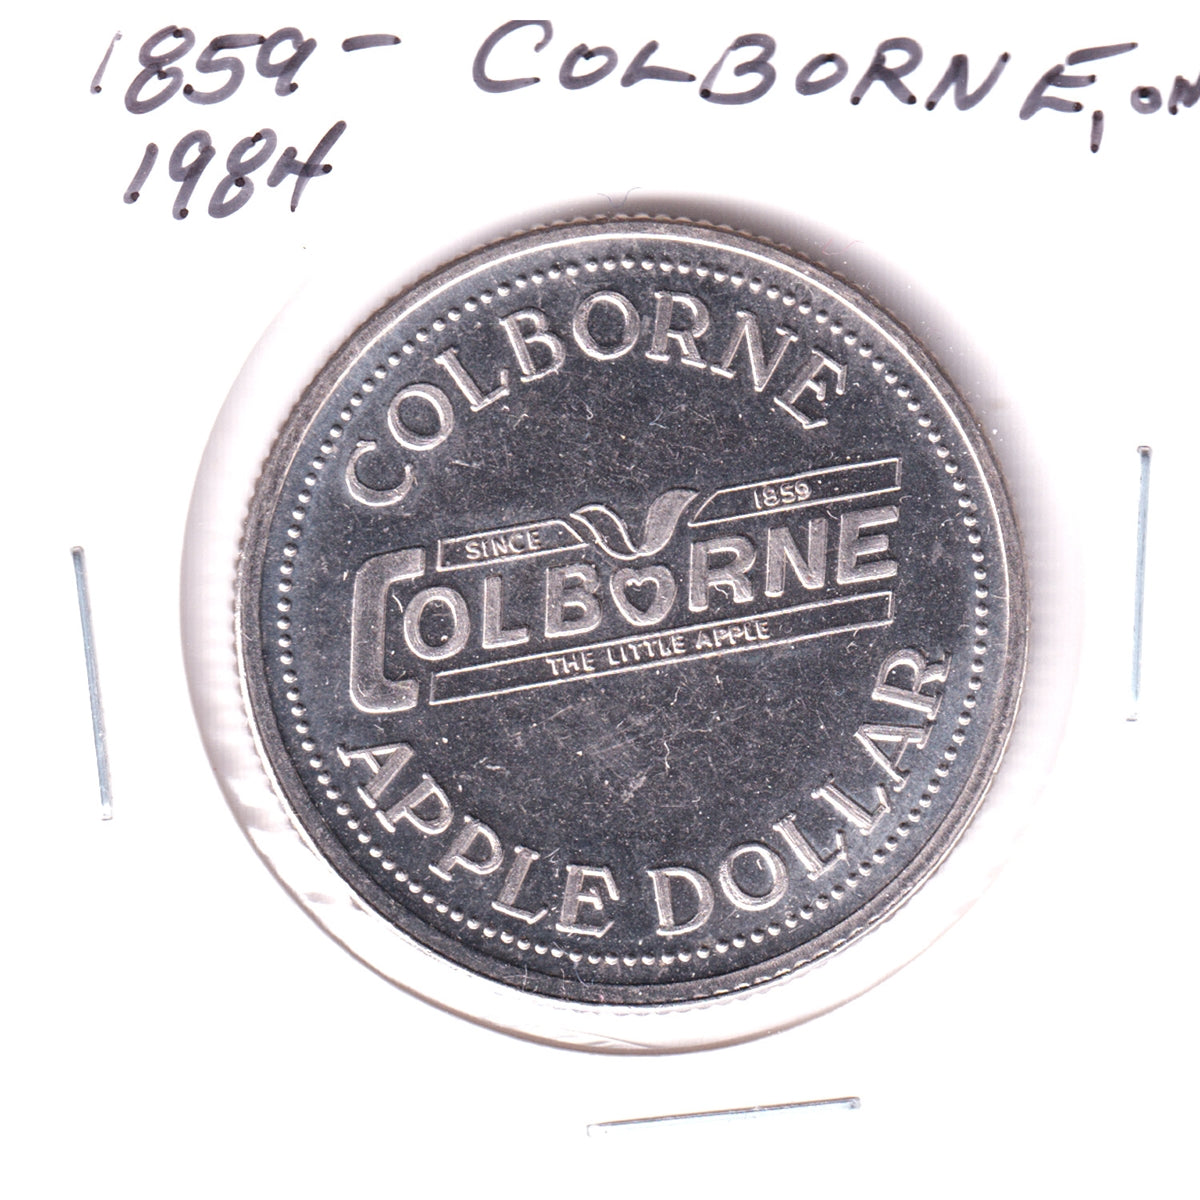 1859- COLBORNE, ON
1984
COLBORNE
SINCE 1859
COLBORNE
THE LITTLE APPLE
APPLE DOLLAR